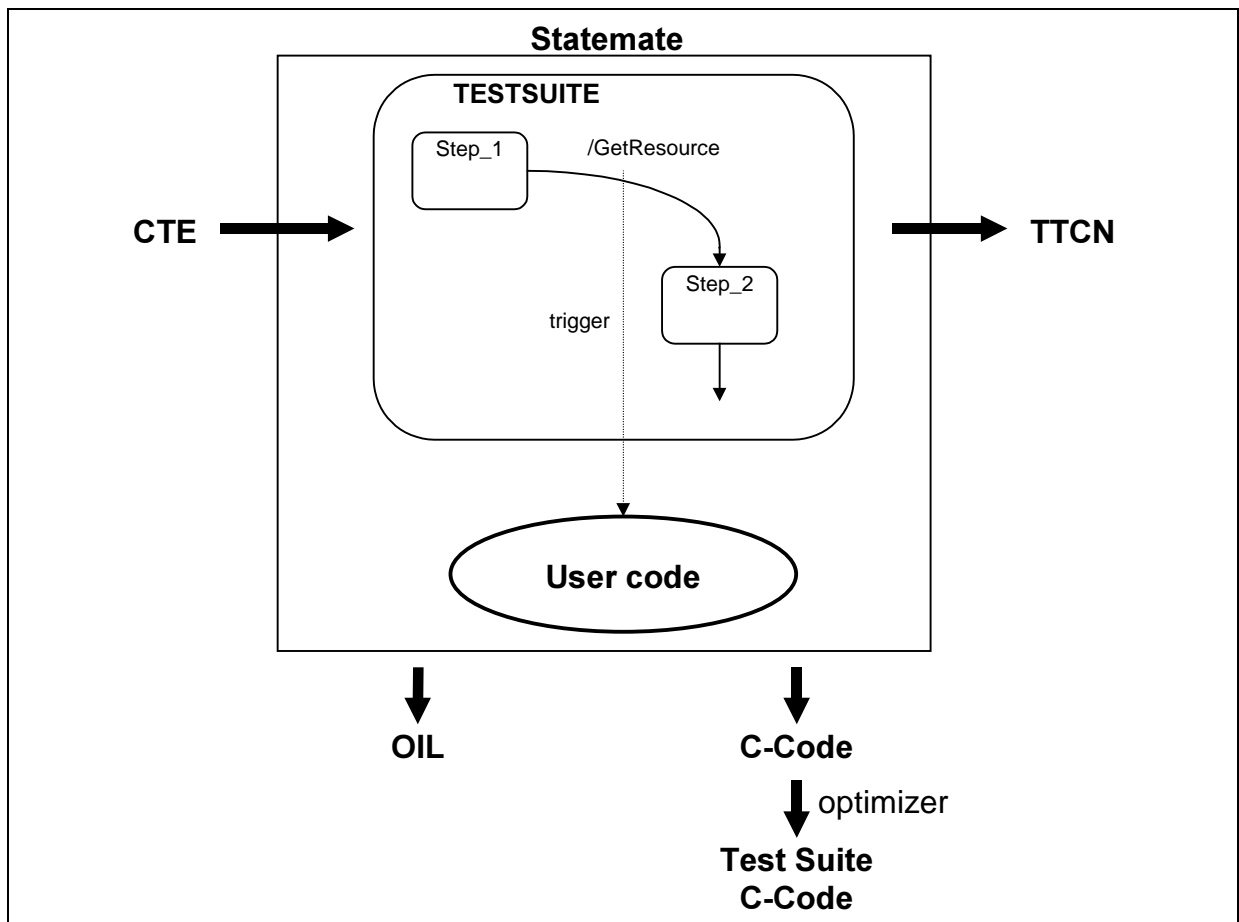 Statemate
TESTSUITE
Step_1
/GetResource
CTE
TTCN
Step_2
trigger
User code
OIL
C-Code
optimizer
Test Suite
C-Code